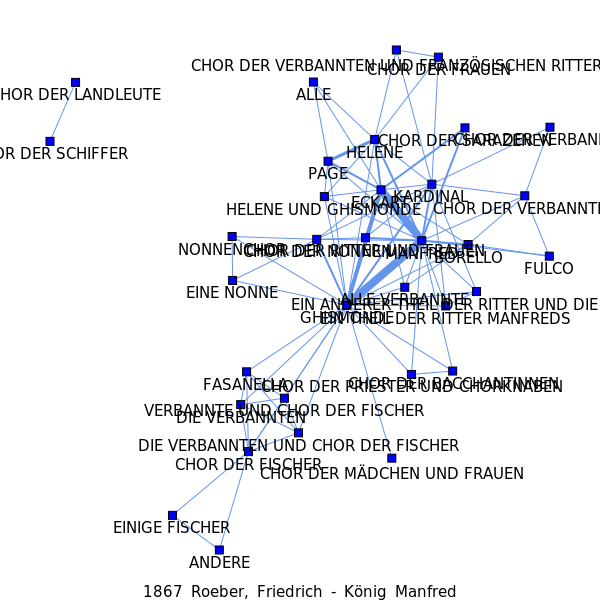 CHOR DER VERBANNTEN UND FRANZÖSISCHEN RITTER
CHOR DER FRAUEN
HOR DER LANDLEUTE
ALLE
CHOR DER SARAZENEN
CHOR DER VERBAN
OR DER SCHIFFER
HELENE
PAGE
ECKART
KARDINAL
HELENE UND GHISMONDE
CHOR DER VERBANNTE
NONNENCHOR
CHOR DER NONNEN
CHOR DER RITTER UND FRAUEN
MANFRED
BORELLO
FULCO
EINE NONNE
ALLE VERBANNTE
EIN ANDERER THEIL DER RITTER UND DIE
GHISMONDE
EIN THEIL DER RITTER MANFREDS
FASANELLA
CHOR DER PRIESTER UND CHORKNABEN
CHOR DER BACCHANTINNEN
VERBANNTE UND CHOR DER FISCHER
DIE VERBANNTEN
DIE VERBANNTEN UND CHOR DER FISCHER
CHOR DER FISCHER
CHOR DER MÄDCHEN UND FRAUEN
EINIGE FISCHER
ANDERE
1867 Roeber, Friedrich - König Manfred